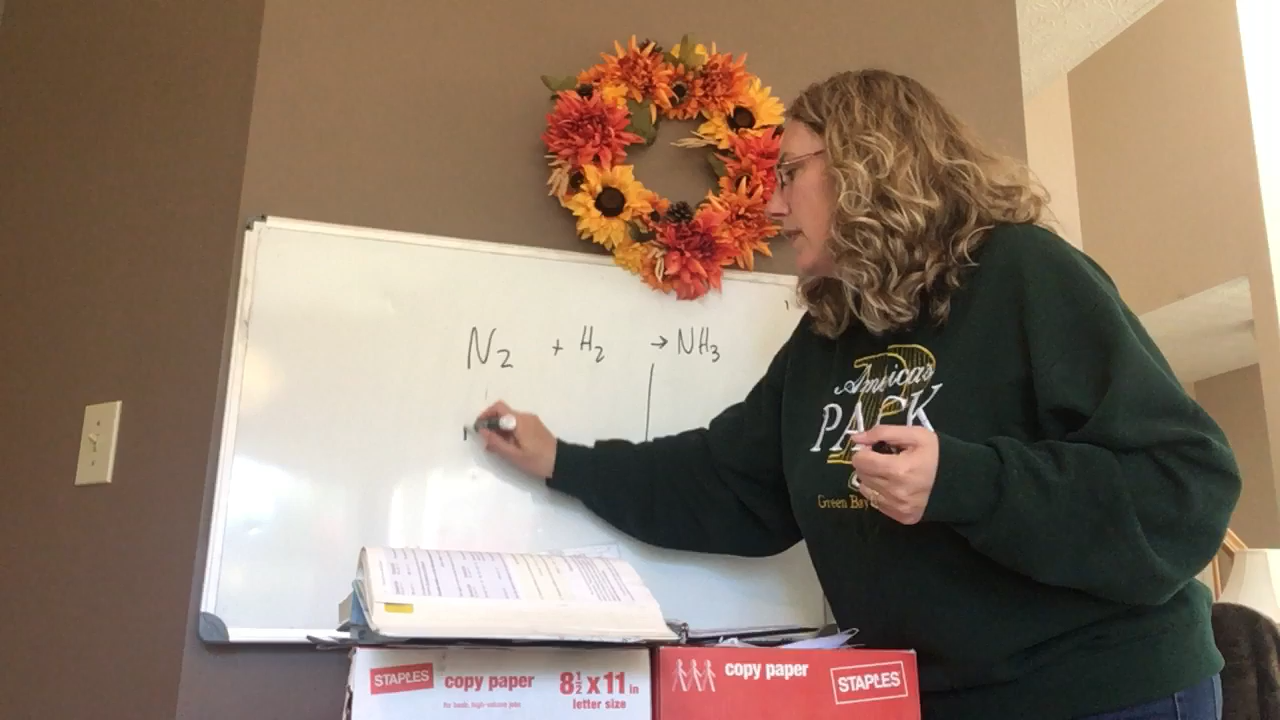 N2 + H2 → NH3
America's
PACK
Green Bay
STAPLES copy paper 8½ x 11 in
letter size
copy paper STAPLES